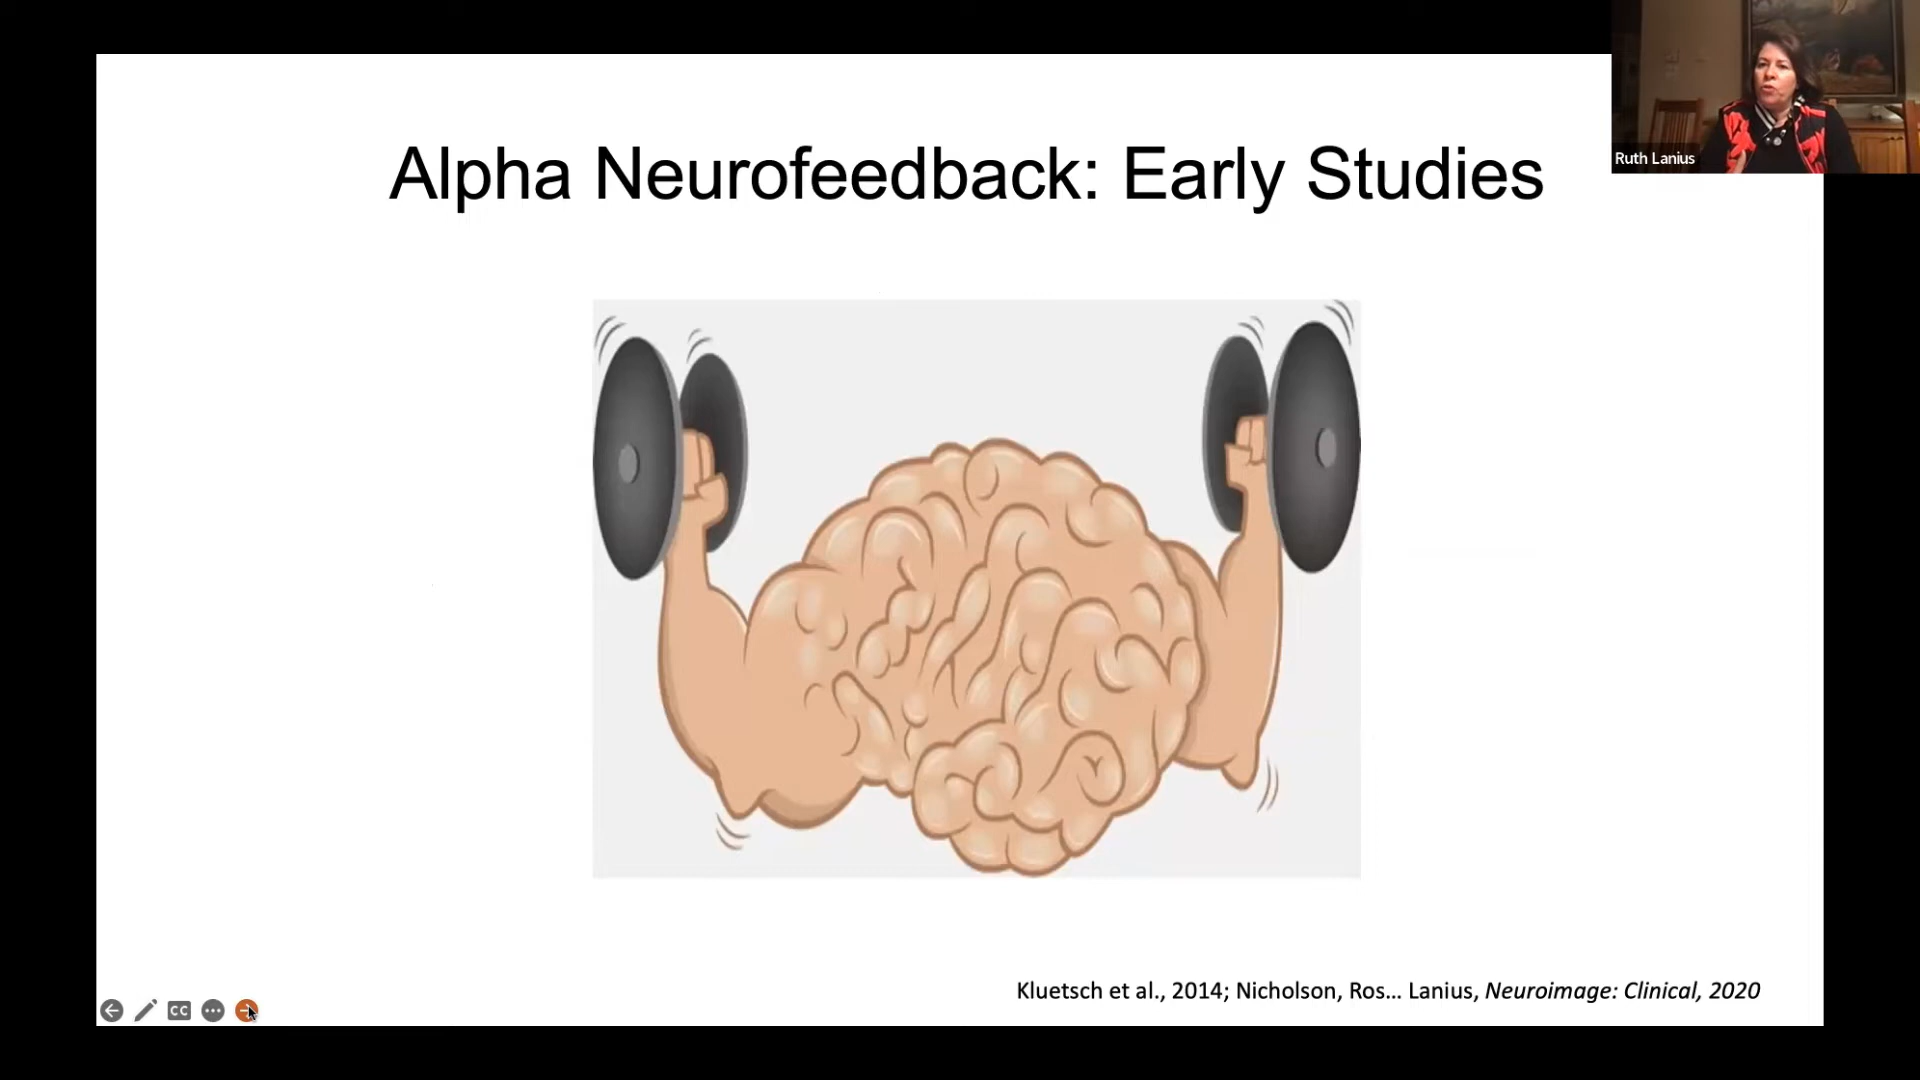 Alpha Neurofeedback: Early Studies
Ruth Lanius
Kluetsch et al., 2014; Nicholson, Ros... Lanius, Neuroimage: Clinical, 2020
CC